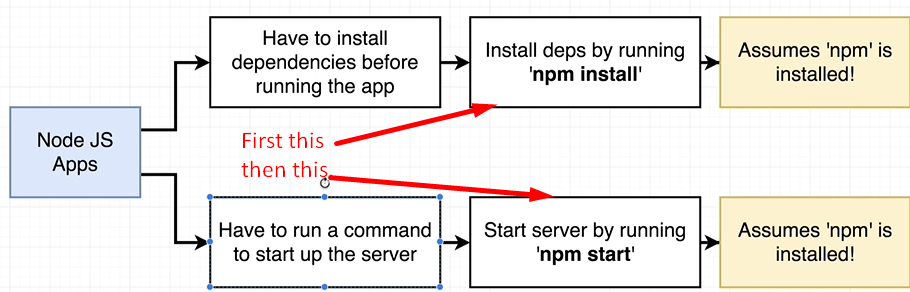 Node JS
Apps
Have to install
dependencies before
running the app
Install deps by running
'npm install'
Assumes 'npm' is
installed!
First this
then this
Have to run a command
to start up the server
Start server by running
'npm start'
Assumes 'npm' is
installed!